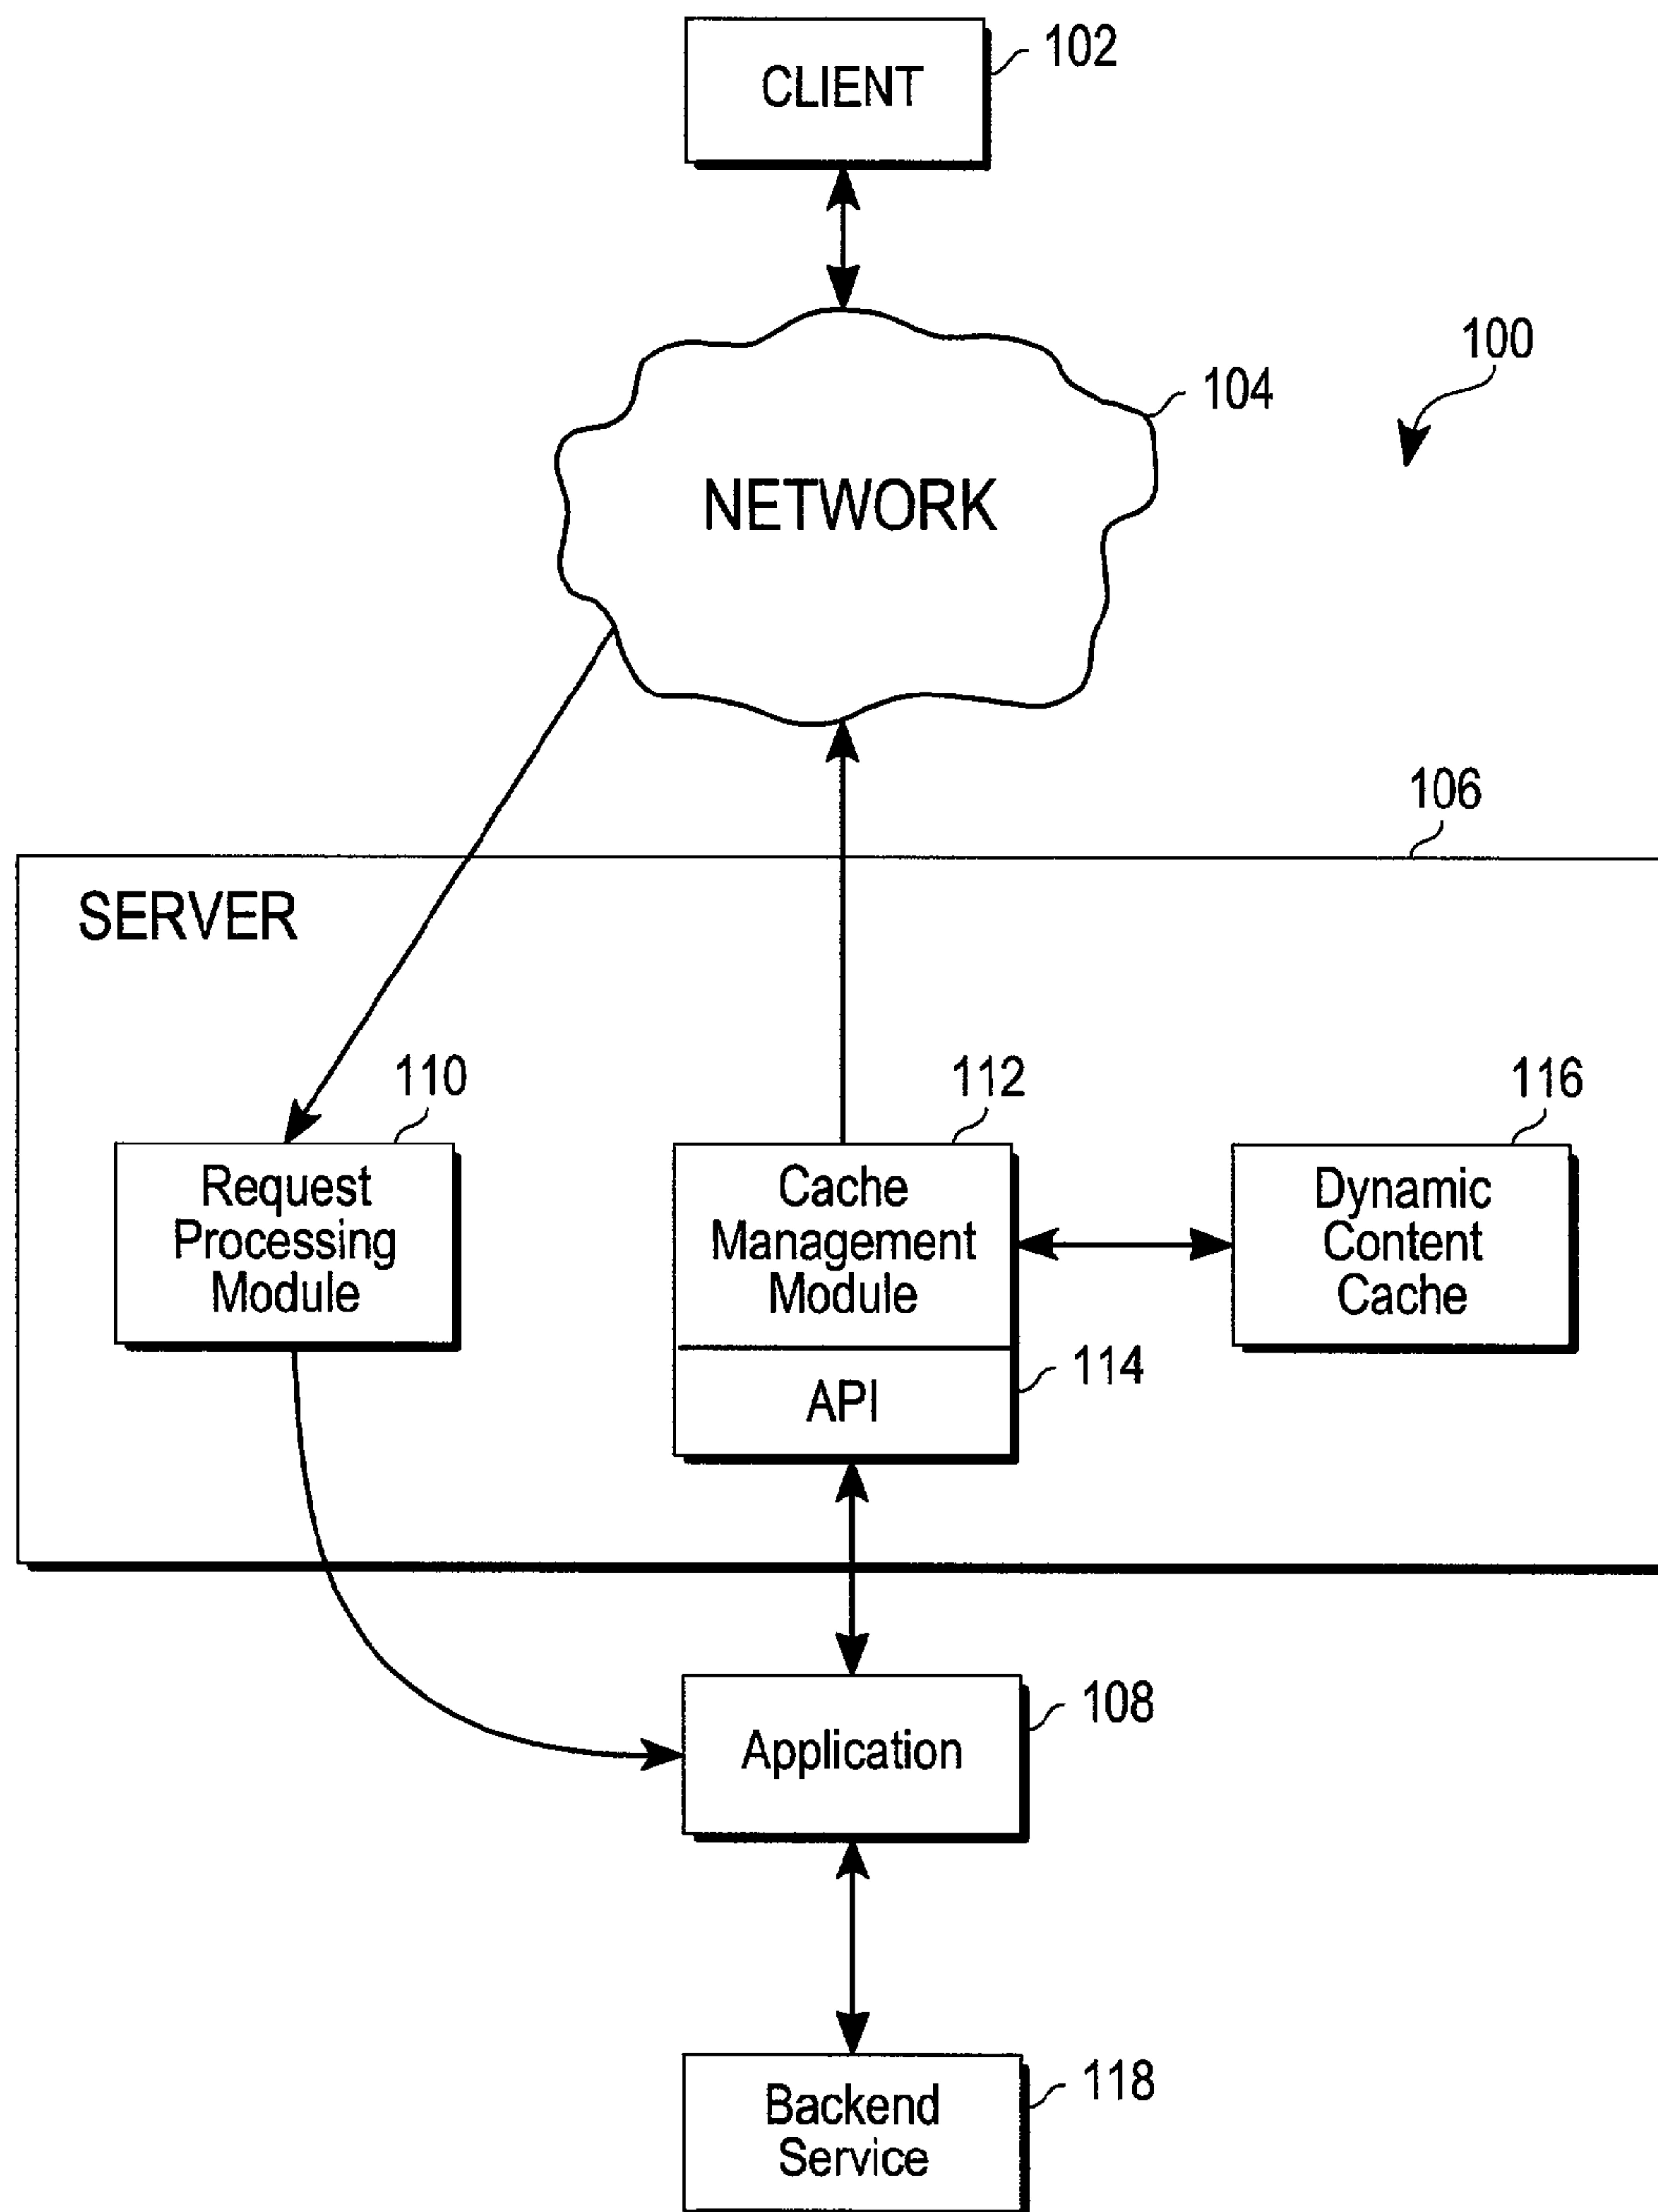 CLIENT
102
100
104
NETWORK
106
SERVER
110
112
116
Request
Processing
Module
Cache
Management
Module
Dynamic
Content
Cache
114
API
108
Application
118
Backend
Service